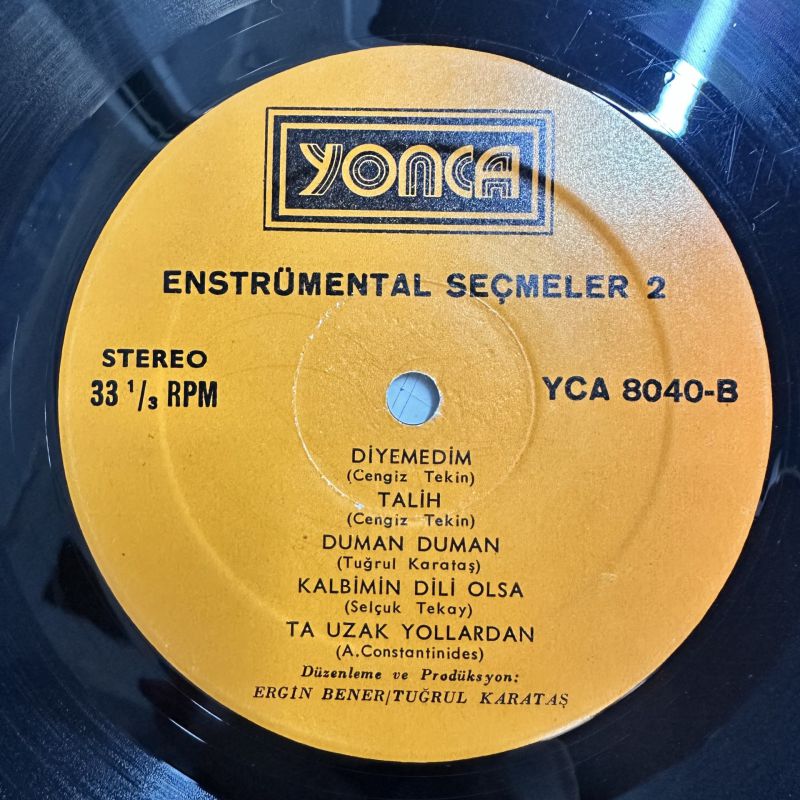 YONCA
ENSTRÜMENTAL SEÇMELER 2
STEREO
33 1/3 RPM
YCA 8040-B
DİYEMEDİM
(Cengiz Tekin)
TALİH
(Cengiz Tekin)
DUMAN DUMAN
(Tuğrul Karataş)
KALBİMİN DİLİ OLSA
(Selçuk Tekay)
TA UZAK YOLLARDAN
(A.Constantinides)
Düzenleme ve Prodüksyon:
ERGİN BENER/TUĞRUL KARATAŞ